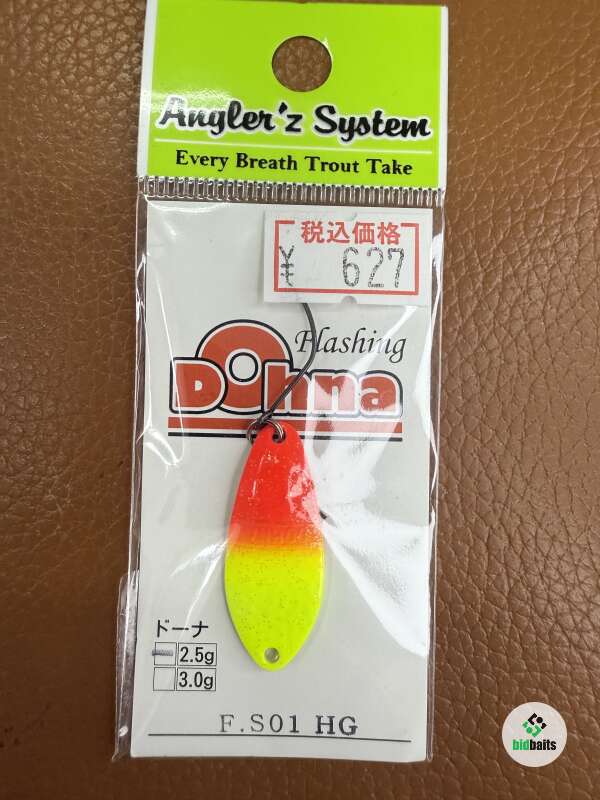 Angler'z System
Every Breath Trout Take
税込価格
¥ 627
Flashing
Dohna
ドーナ
2.5g
3.0g
F.S01 HG
bidbaits